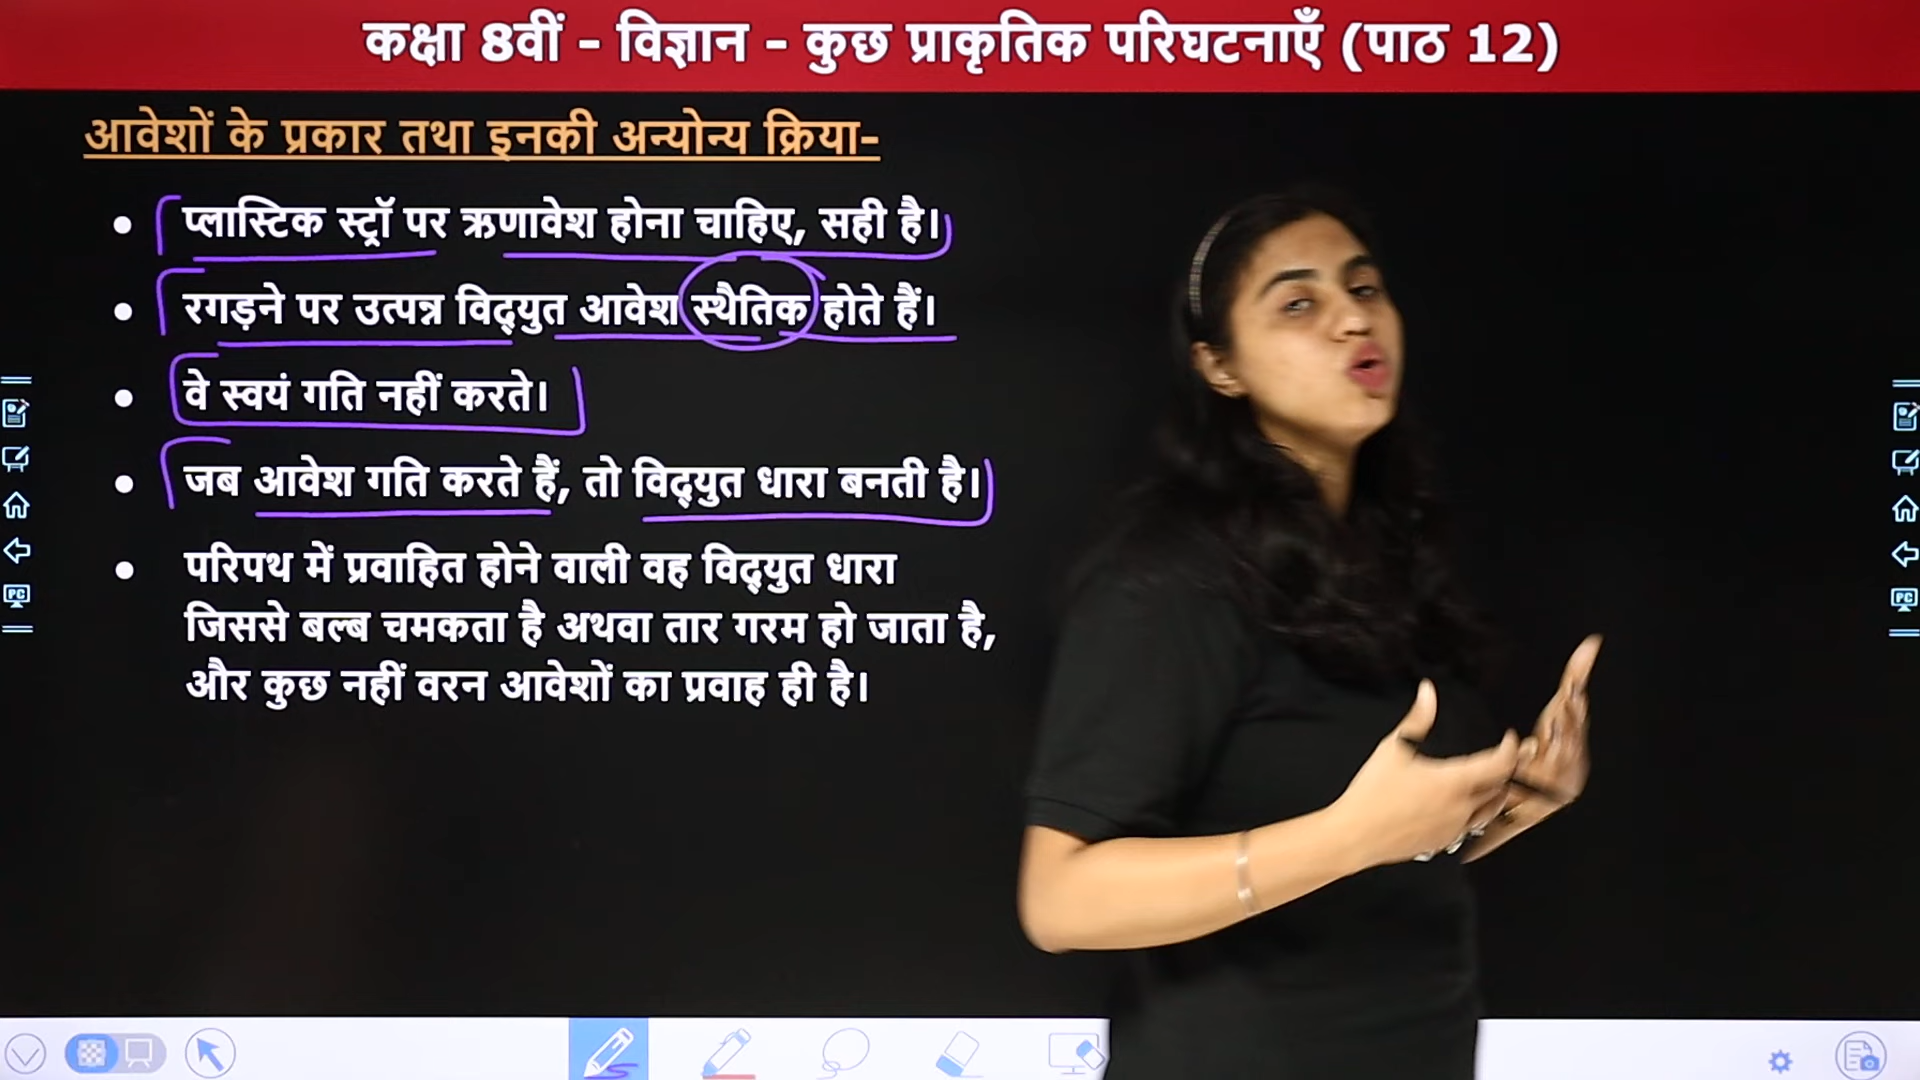 कक्षा 8वीं - विज्ञान - कुछ प्राकृतिक परिघटनाएँ (पाठ 12)
आवेशों के प्रकार तथा इनकी अन्योन्य क्रिया-
• प्लास्टिक स्ट्रॉ पर ऋणावेश होना चाहिए, सही है।
• रगड़ने पर उत्पन्न विद्‌युत आवेश स्थैतिक होते हैं।
• वे स्वयं गति नहीं करते।
• जब आवेश गति करते हैं, तो विद्‌युत धारा बनती है।
• परिपथ में प्रवाहित होने वाली वह विद्‌युत धारा
जिससे बल्ब चमकता है अथवा तार गरम हो जाता है,
और कुछ नहीं वरन आवेशों का प्रवाह ही है।
PC
PC